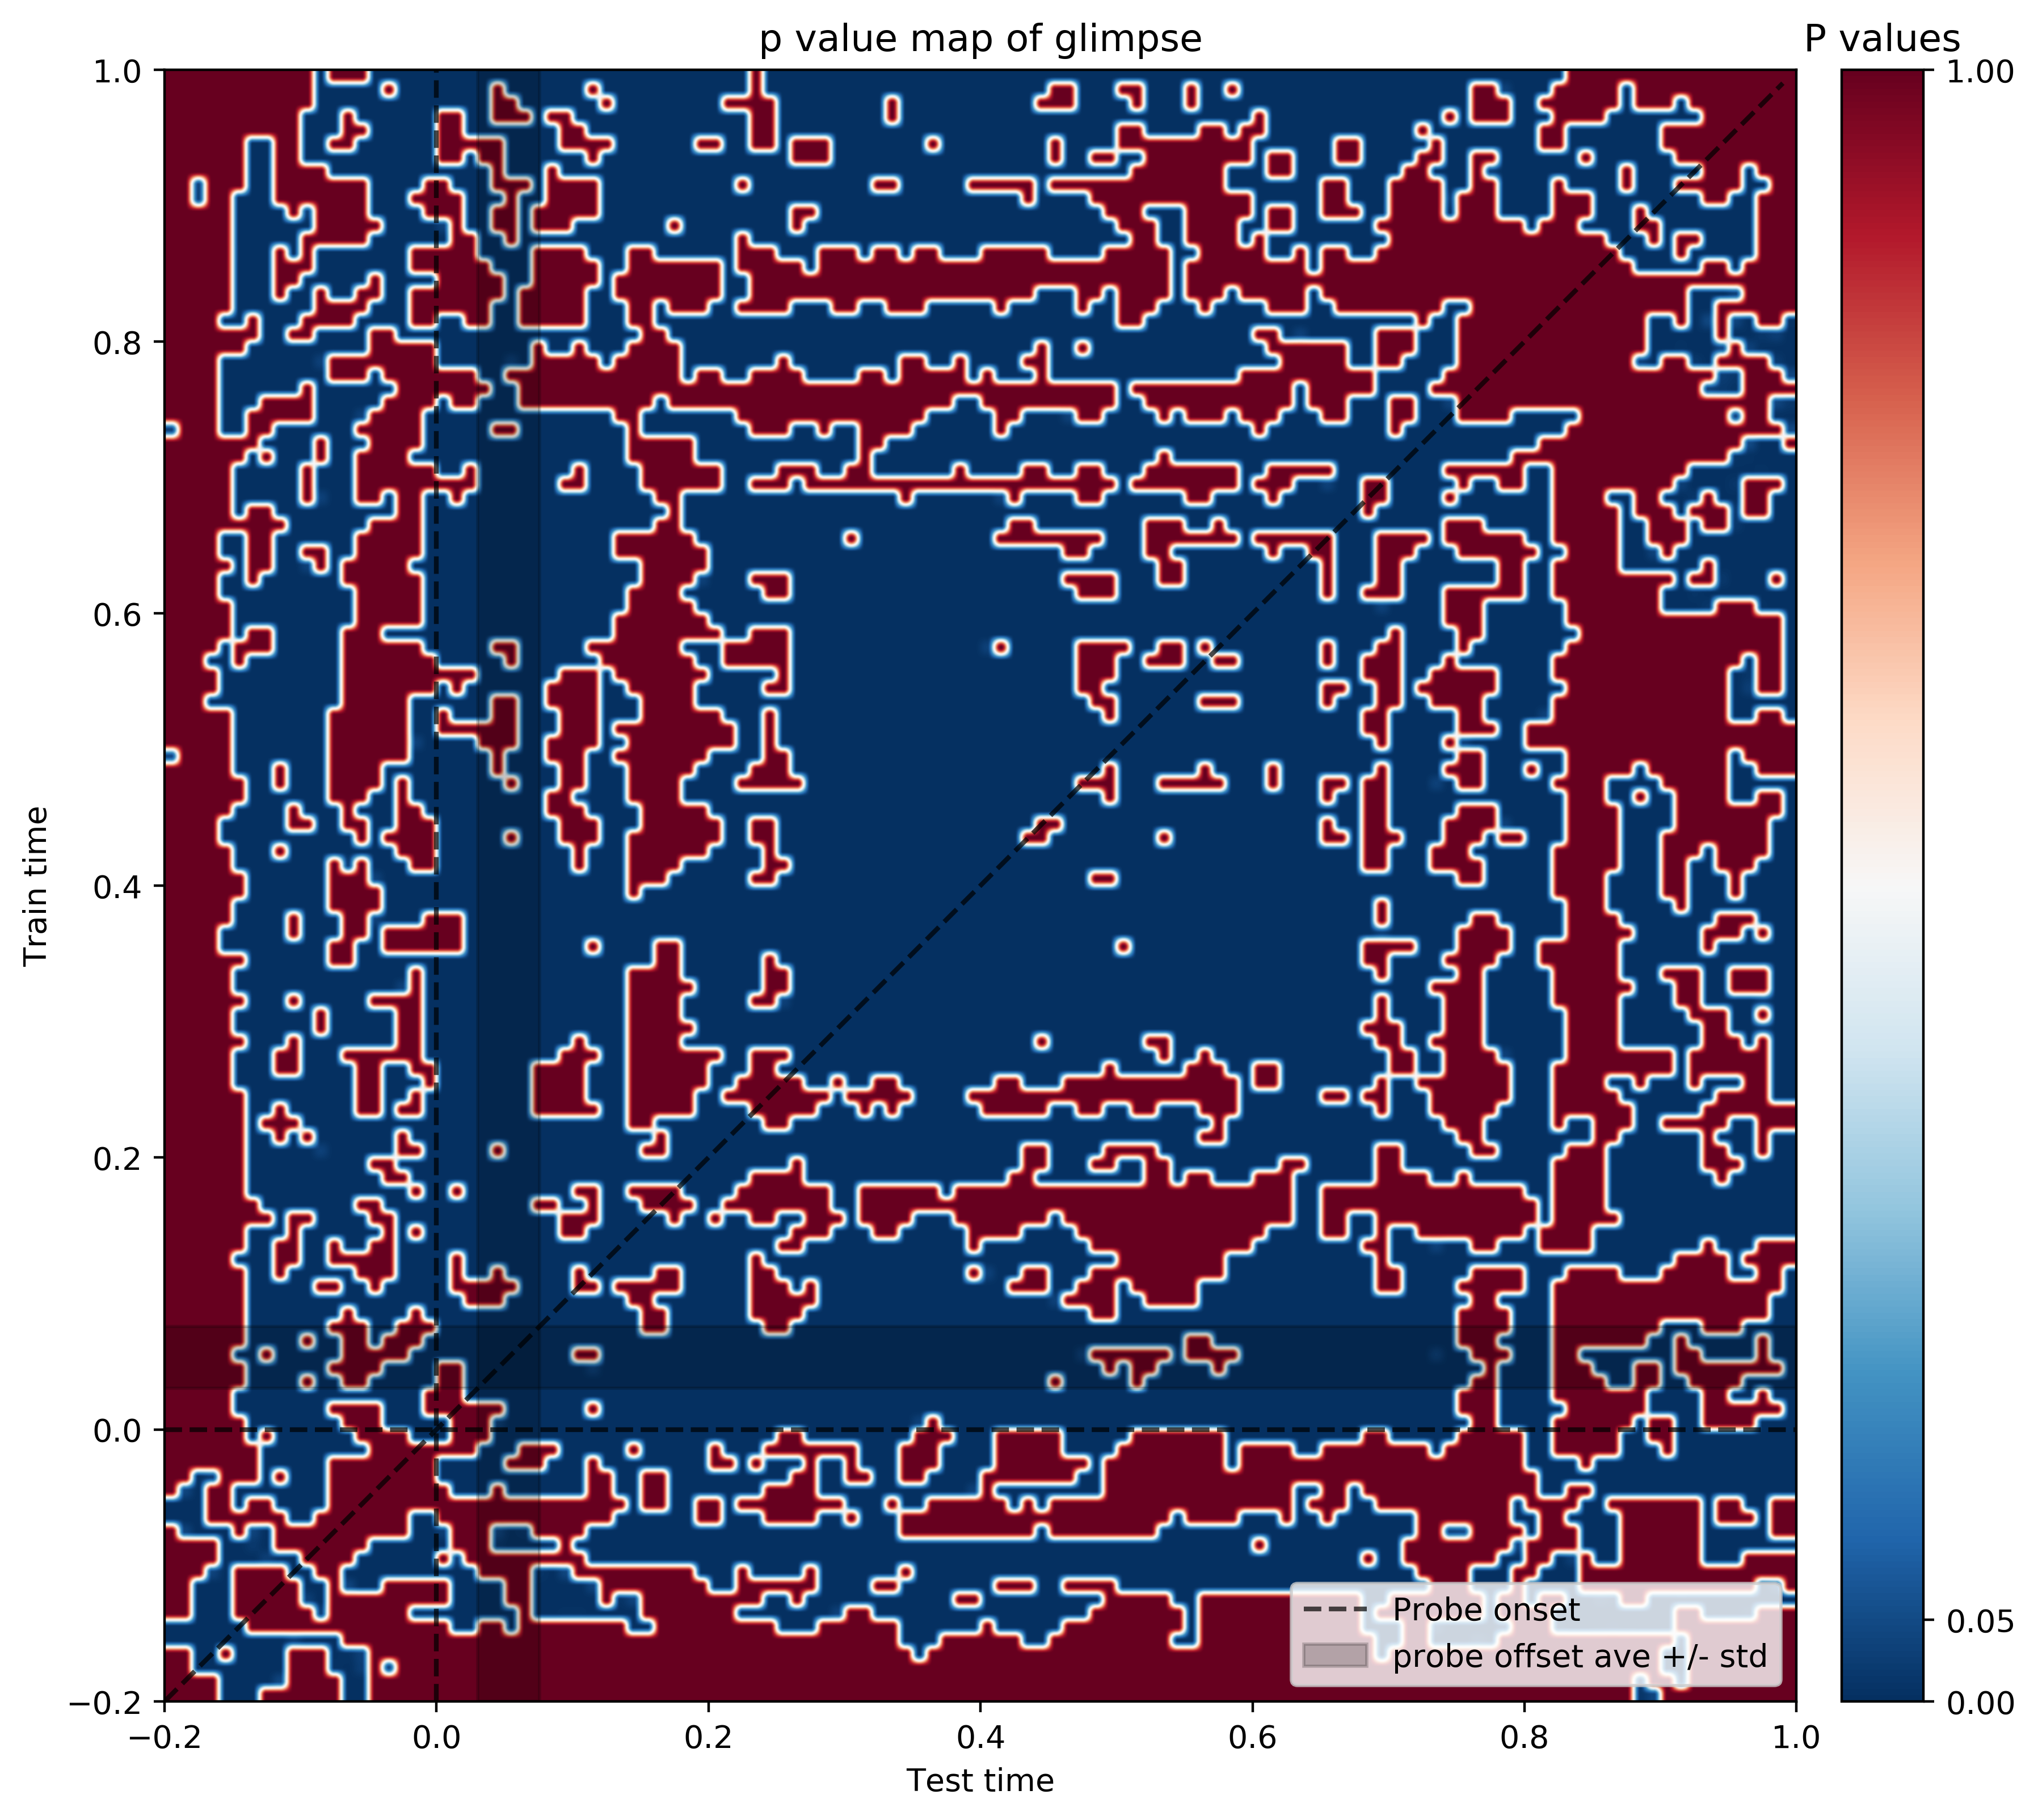 p value map of glimpse
P values
1.0
0.8
0.6
0.4
0.2
0.0
−0.2
Train time
−0.2
0.0
0.2
0.4
0.6
0.8
1.0
Test time
Probe onset
probe offset ave +/- std
1.00
0.05
0.00